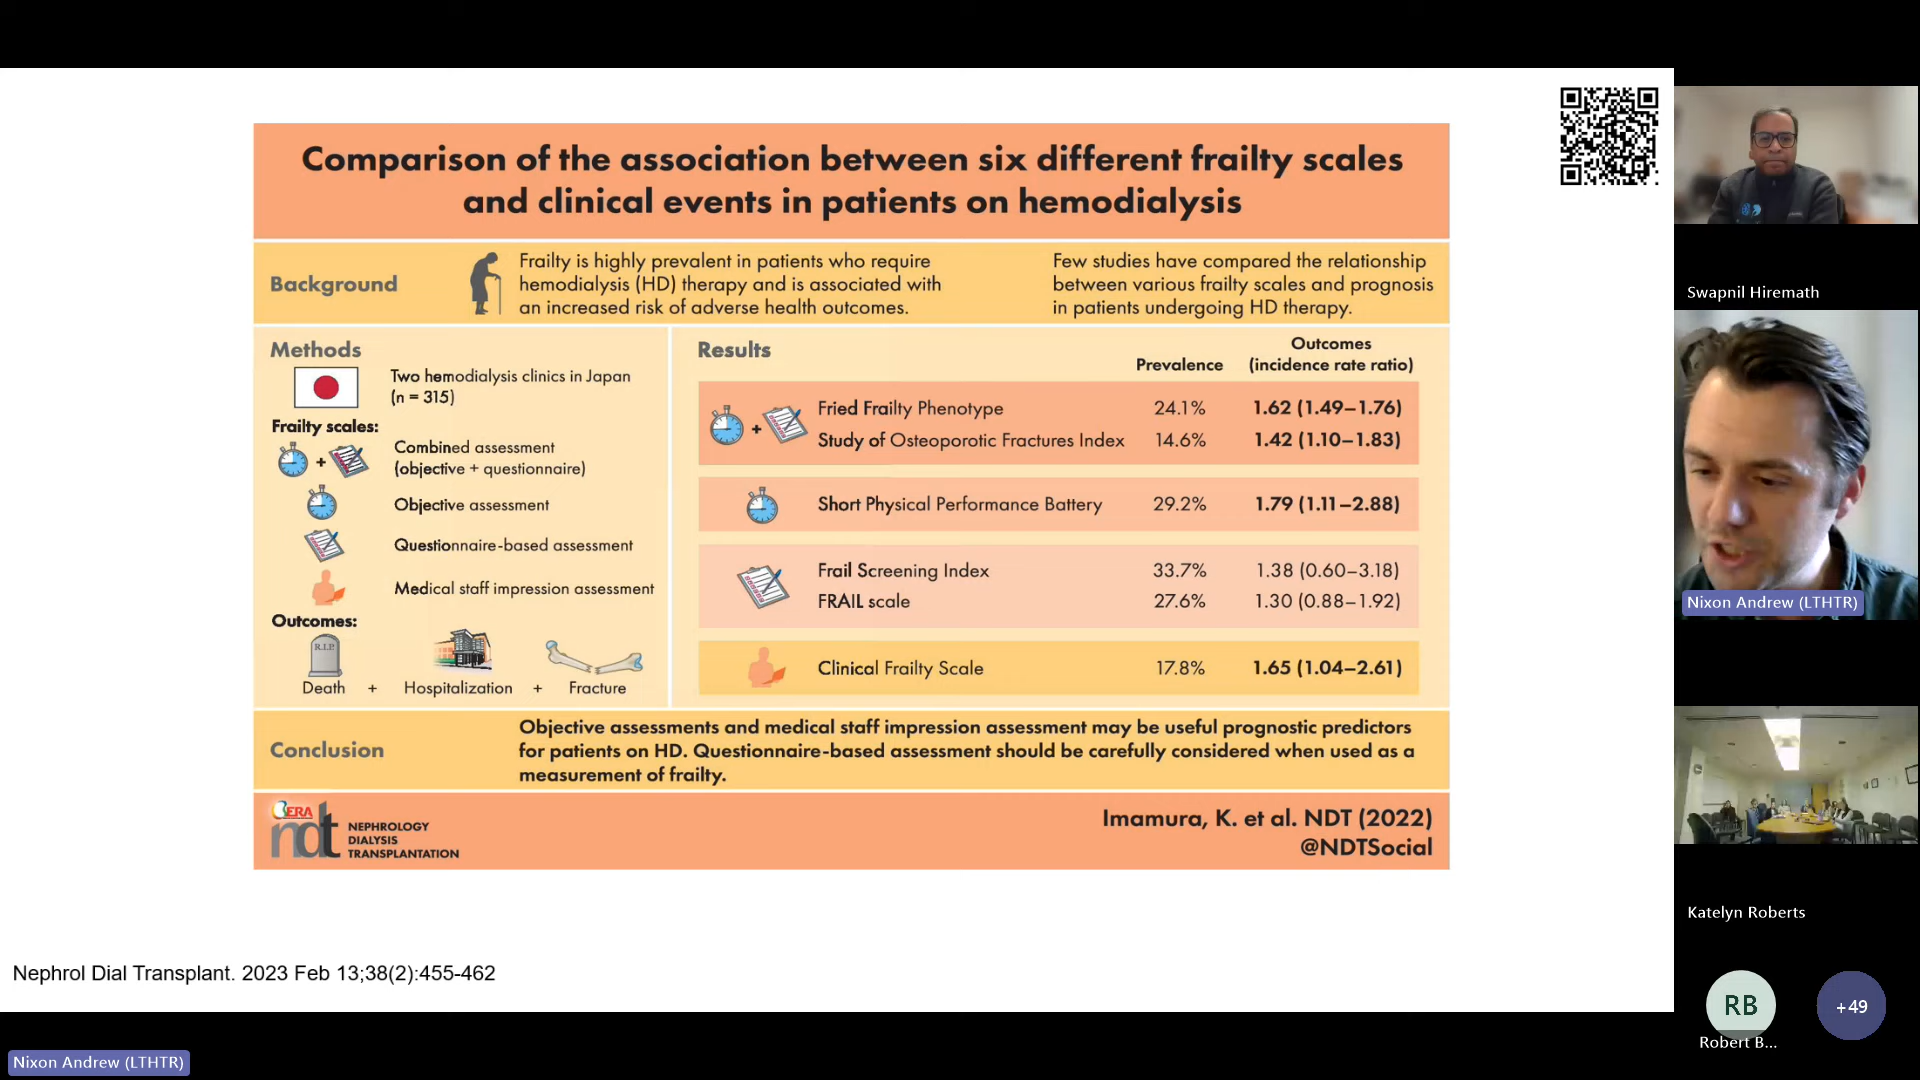 Comparison of the association between six different frailty scales
and clinical events in patients on hemodialysis
Background
Frailty is highly prevalent in patients who require
hemodialysis (HD) therapy and is associated with
an increased risk of adverse health outcomes.
Few studies have compared the relationship
between various frailty scales and prognosis
in patients undergoing HD therapy.
Methods
Two hemodialysis clinics in Japan
(n = 315)
Frailty scales:
+
Combined assessment
(objective + questionnaire)
Objective assessment
Questionnaire-based assessment
Medical staff impression assessment
Outcomes:
R.I.P.
Death + Hospitalization + Fracture
Results
Prevalence
Outcomes
(incidence rate ratio)
+
Fried Frailty Phenotype 24.1% 1.62 (1.49–1.76)
Study of Osteoporotic Fractures Index 14.6% 1.42 (1.10–1.83)
Short Physical Performance Battery 29.2% 1.79 (1.11–2.88)
Frail Screening Index 33.7% 1.38 (0.60–3.18)
FRAIL scale 27.6% 1.30 (0.88–1.92)
Clinical Frailty Scale 17.8% 1.65 (1.04–2.61)
Conclusion
Objective assessments and medical staff impression assessment may be useful prognostic predictors
for patients on HD. Questionnaire-based assessment should be carefully considered when used as a
measurement of frailty.
ERA
ndt
NEPHROLOGY
DIALYSIS
TRANSPLANTATION
Imamura, K. et al. NDT (2022)
@NDTSocial
Nephrol Dial Transplant. 2023 Feb 13;38(2):455-462
Nixon Andrew (LTHTR)
Swapnil Hiremath
Nixon Andrew (LTHTR)
Katelyn Roberts
RB
+49
Robert B...